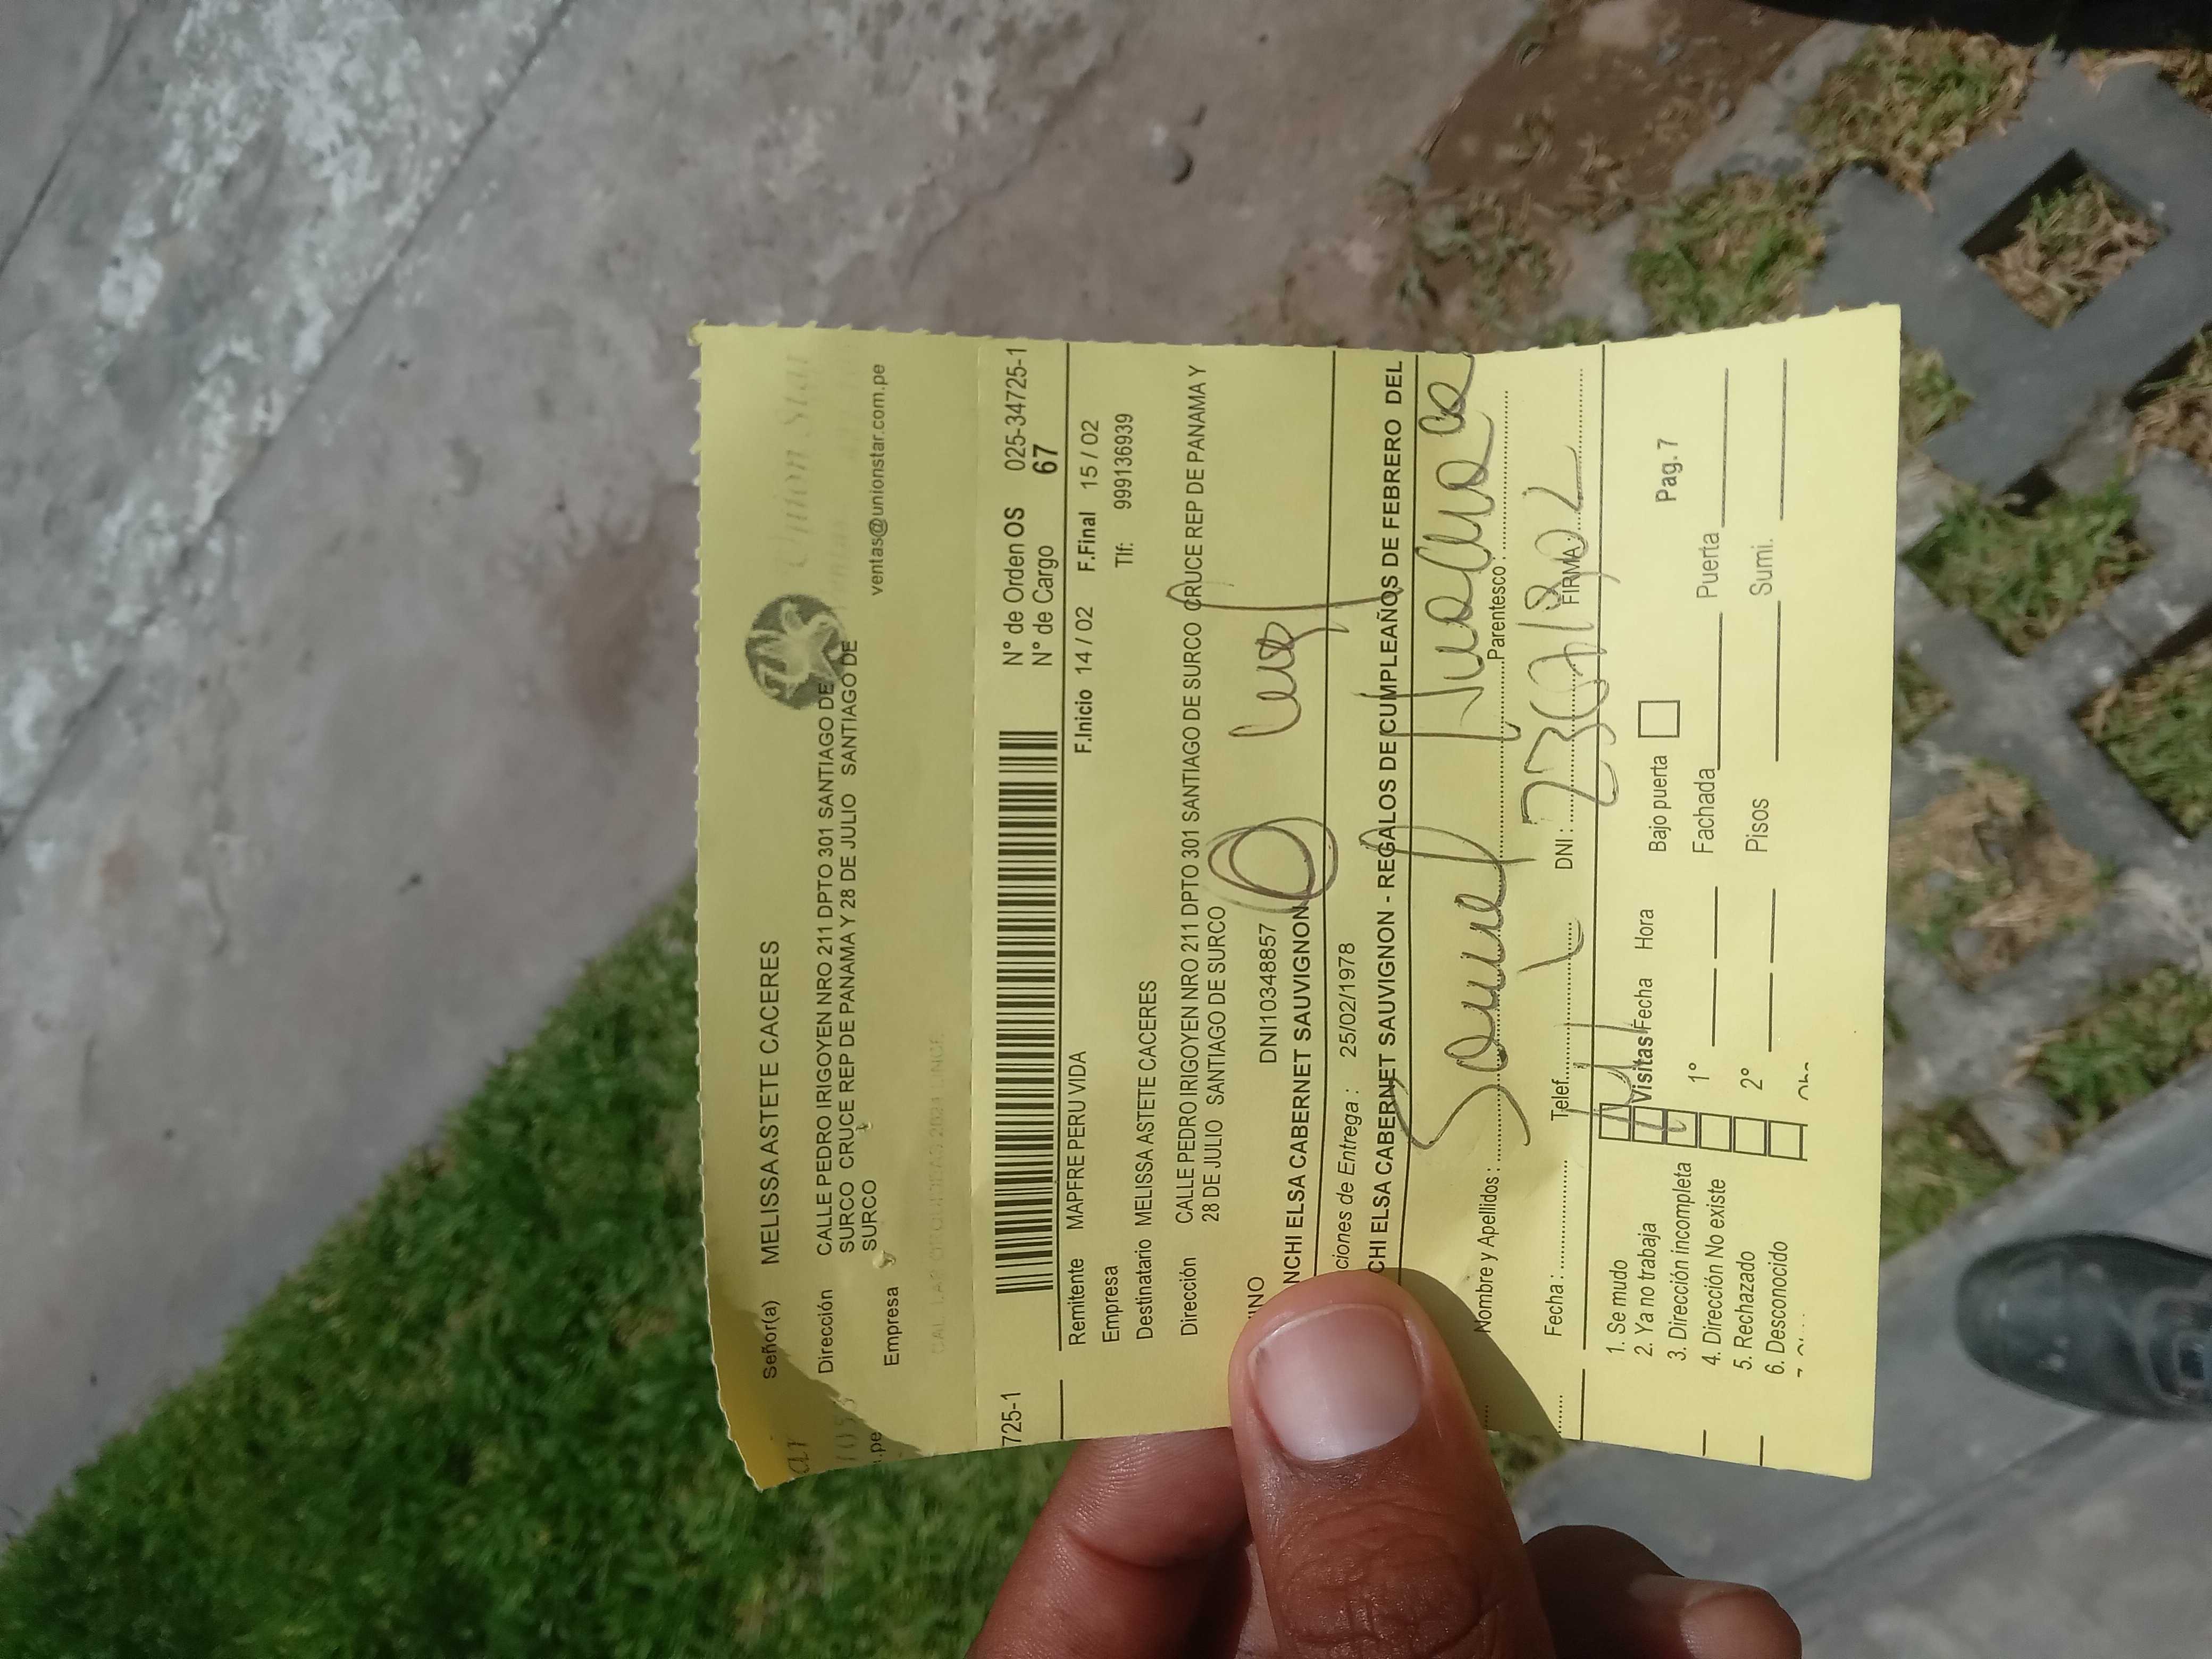 Señor(a) MELISSA ASTETE CACERES
Dirección CALLE PEDRO IRIGOYEN NRO 211 DPTO 301 SANTIAGO DE
SURCO CRUCE REP DE PANAMA Y 28 DE JULIO SANTIAGO DE
SURCO
Empresa
Union Star
ventas@unionstar.com.pe
ar
.pe
725-1
N° de Orden OS 025-34725-1
N° de Cargo 67
Remitente MAPFRE PERU VIDA
F.Inicio 14 / 02 F.Final 15 / 02
Empresa
Tlf: 999136939
Destinatario MELISSA ASTETE CACERES
Dirección CALLE PEDRO IRIGOYEN NRO 211 DPTO 301 SANTIAGO DE SURCO CRUCE REP DE PANAMA Y
28 DE JULIO SANTIAGO DE SURCO
INO DNI10348857
NCHI ELSA CABERNET SAUVIGNON
ciones de Entrega : 25/02/1978
CHI ELSA CABERNET SAUVIGNON - REGALOS DE CUMPLEAÑOS DE FEBRERO DEL
Nombre y Apellidos : Samuel Parentesco :
Fecha : Telef. DNI : FIRMA :
1. Se mudo
2. Ya no trabaja
3. Dirección incompleta
4. Dirección No existe
5. Rechazado
6. Desconocido
Visitas Fecha Hora
1°
2°
Bajo puerta Pag. 7
Fachada Puerta
Pisos Sumi.